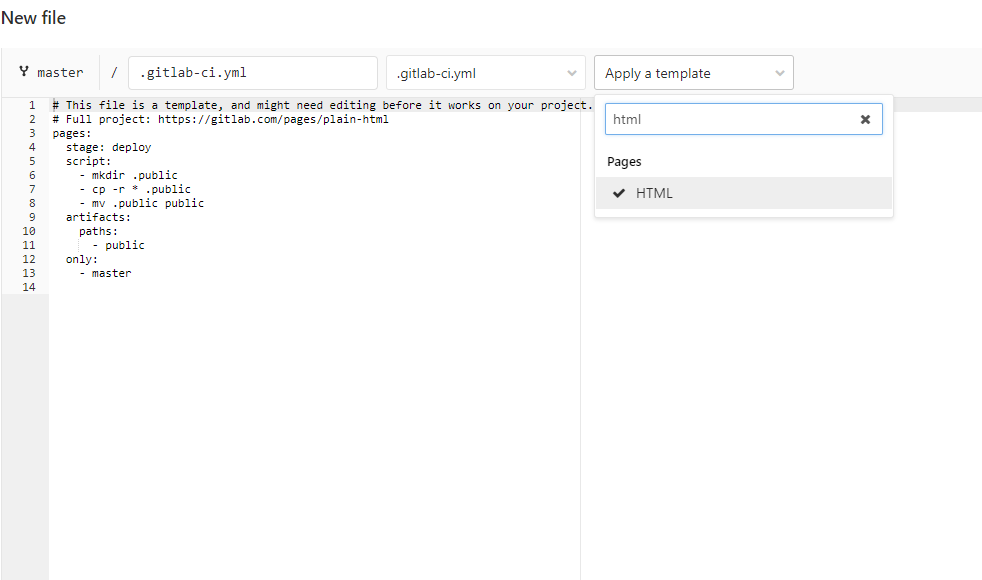 New file
master / .gitlab-ci.yml .gitlab-ci.yml Apply a template
1 # This file is a template, and might need editing before it works on your project.
2 # Full project: https://gitlab.com/pages/plain-html
3 pages:
4   stage: deploy
5   script:
6     - mkdir .public
7     - cp -r * .public
8     - mv .public public
9   artifacts:
10     paths:
11       - public
12   only:
13     - master
14
html
Pages
HTML